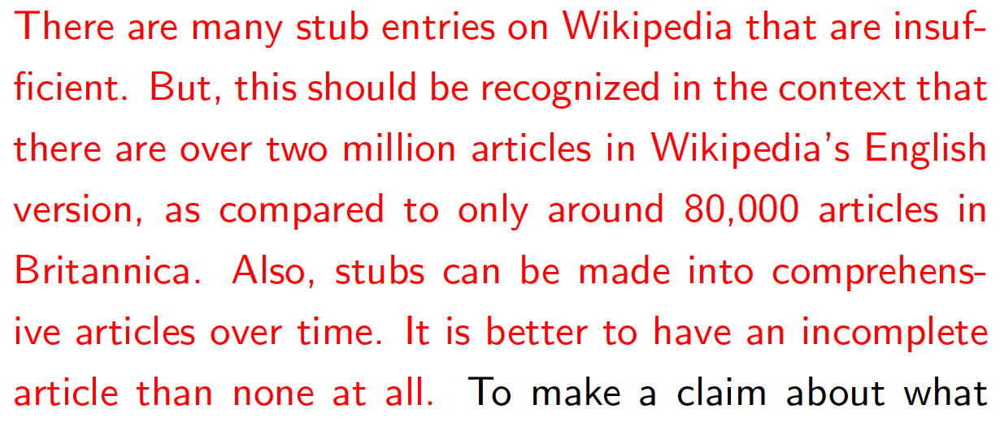 There are many stub entries on Wikipedia that are insuf-
ficient. But, this should be recognized in the context that
there are over two million articles in Wikipedia's English
version, as compared to only around 80,000 articles in
Britannica. Also, stubs can be made into comprehens-
ive articles over time. It is better to have an incomplete
article than none at all. To make a claim about what